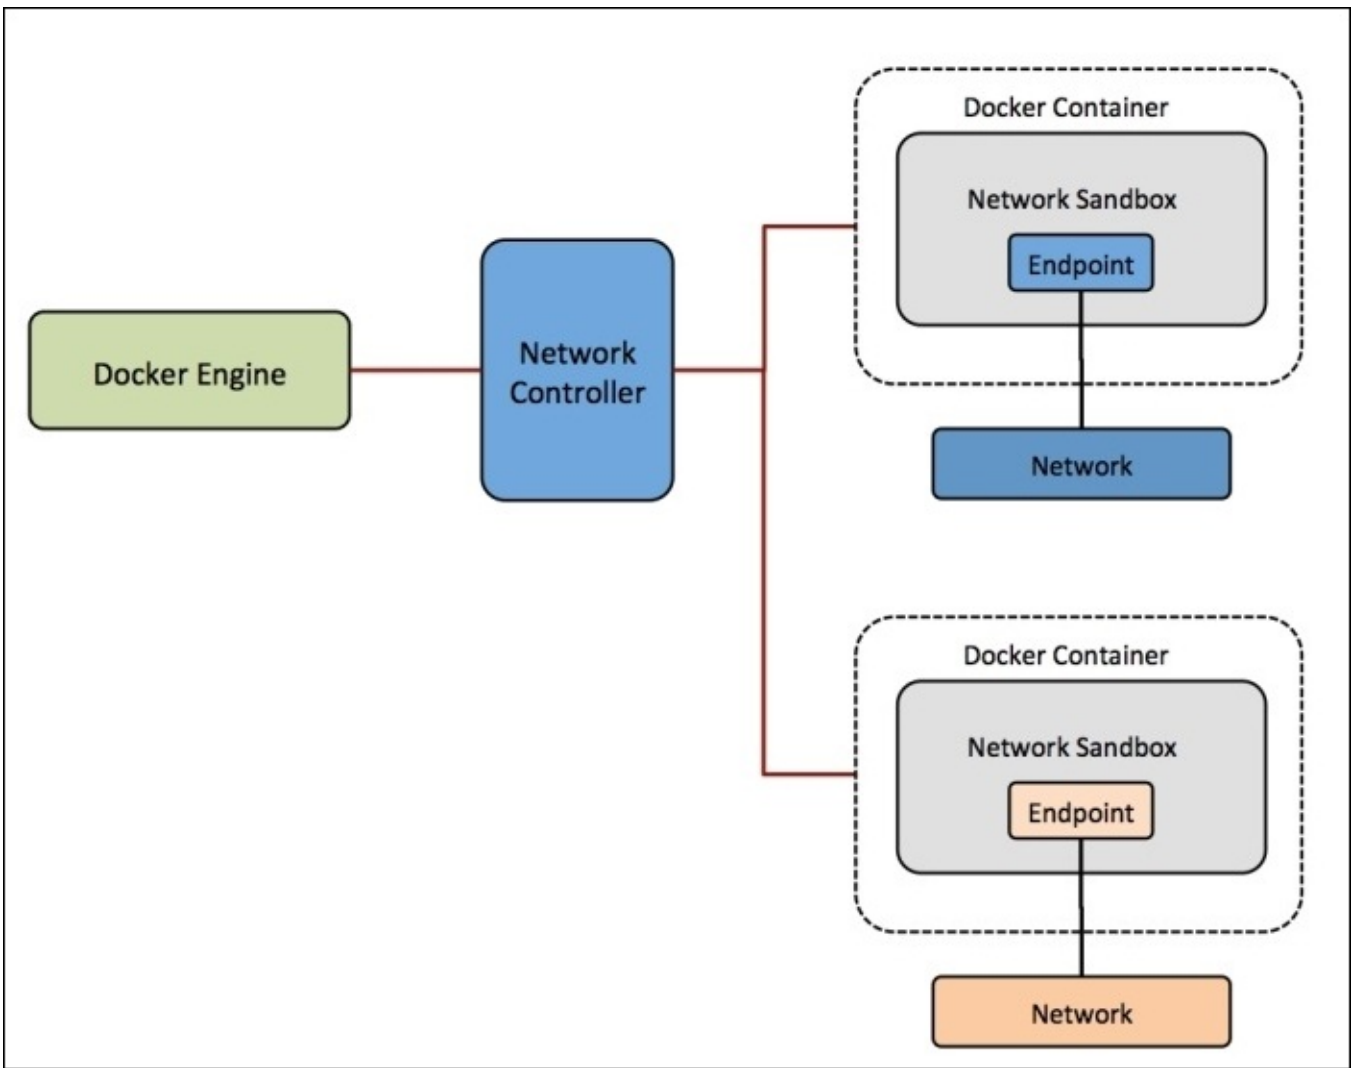 Docker Engine
Network
Controller
Docker Container
Network Sandbox
Endpoint
Network
Docker Container
Network Sandbox
Endpoint
Network